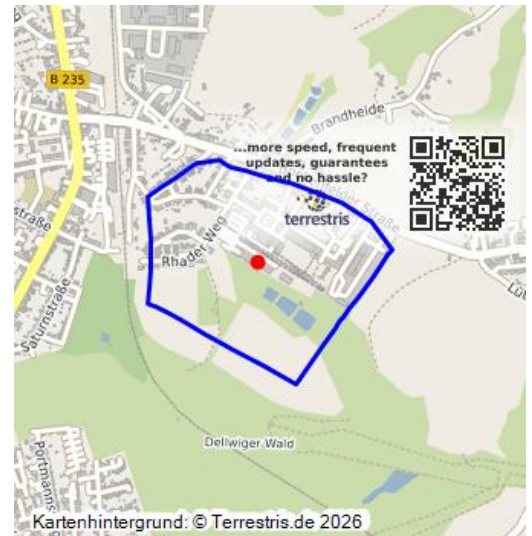 B 235
Brandheide
...more speed, frequent
updates, guarantees
and no hassle?
terrestris
Straße
straße
Rhader Weg
Saturnstraße
Dellwiger Wald
Kartenhintergrund: © Terrestris.de 2026